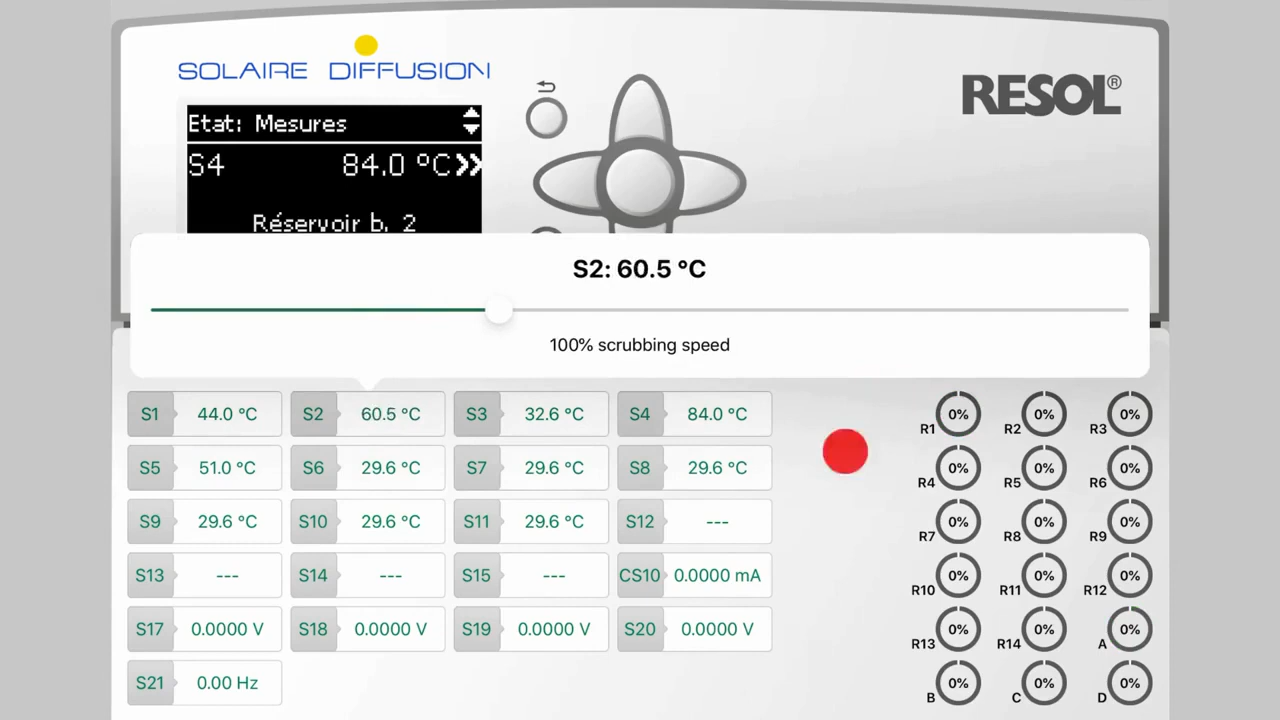 SOLAIRE DIFFUSION
RESOL®
Etat: Mesures
S4 84.0 °C
Réservoir b. 2
S2: 60.5 °C
100% scrubbing speed
S1 44.0 °C S2 60.5 °C S3 32.6 °C S4 84.0 °C
R1 0% R2 0% R3 0%
S5 51.0 °C S6 29.6 °C S7 29.6 °C S8 29.6 °C
R4 0% R5 0% R6 0%
S9 29.6 °C S10 29.6 °C S11 29.6 °C S12 ---
R7 0% R8 0% R9 0%
S13 --- S14 --- S15 --- CS10 0.0000 mA
R10 0% R11 0% R12 0%
S17 0.0000 V S18 0.0000 V S19 0.0000 V S20 0.0000 V
R13 0% R14 0% A 0%
S21 0.00 Hz
B 0% C 0% D 0%